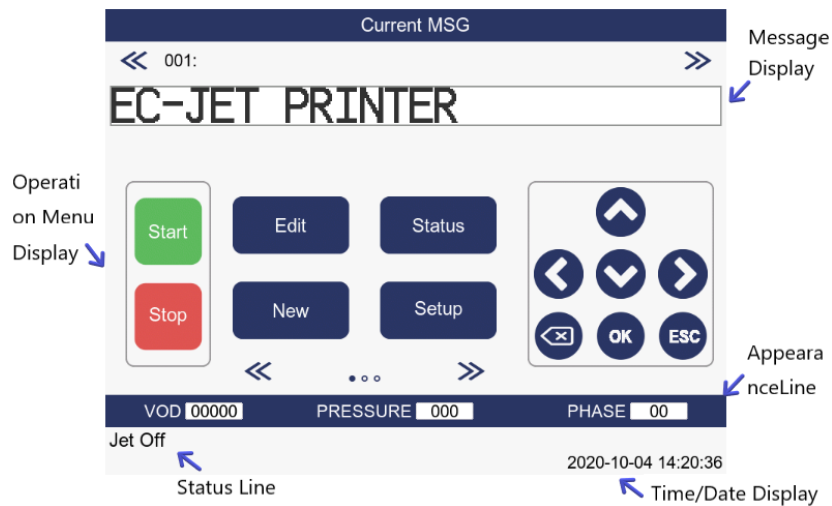 Current MSG
Message
Display
001:
EC-JET PRINTER
Operati
on Menu
Display
Start
Edit
Status
Stop
New
Setup
OK
ESC
Appeara
nceLine
VOD 00000 PRESSURE 000 PHASE 00
Jet Off
2020-10-04 14:20:36
Status Line
Time/Date Display